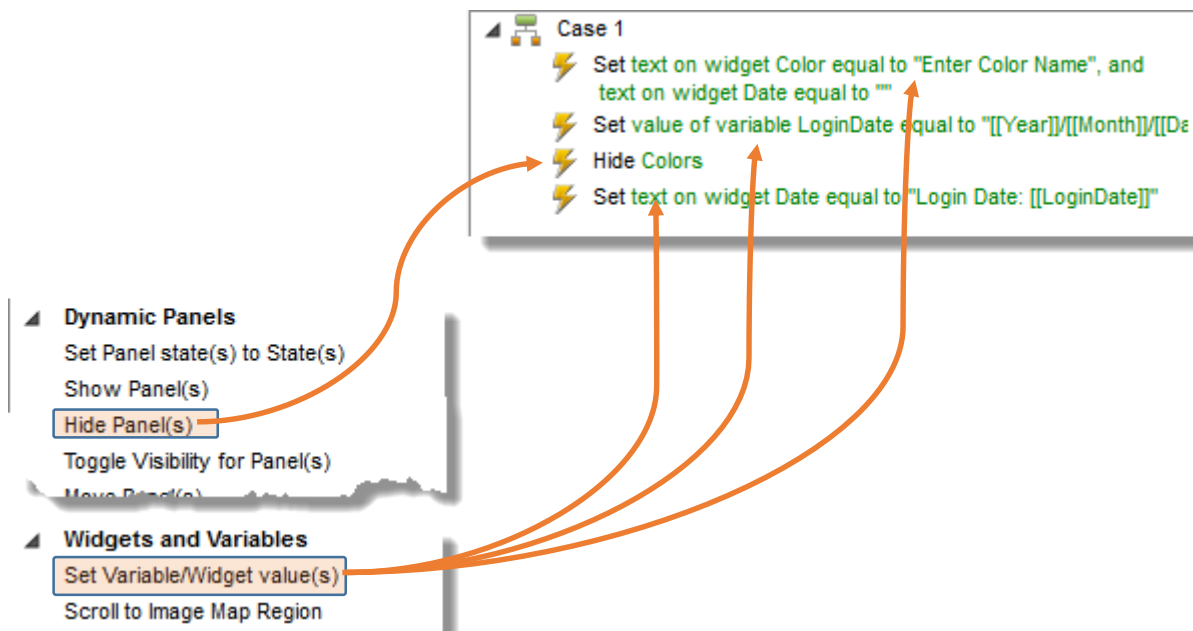 Case 1
Set text on widget Color equal to "Enter Color Name", and
text on widget Date equal to ""
Set value of variable LoginDate equal to "[[Year]]/[[Month]]/[[Da
Hide Colors
Set text on widget Date equal to "Login Date: [[LoginDate]]"
Dynamic Panels
Set Panel state(s) to State(s)
Show Panel(s)
Hide Panel(s)
Toggle Visibility for Panel(s)
Move Panel(s)
Widgets and Variables
Set Variable/Widget value(s)
Scroll to Image Map Region